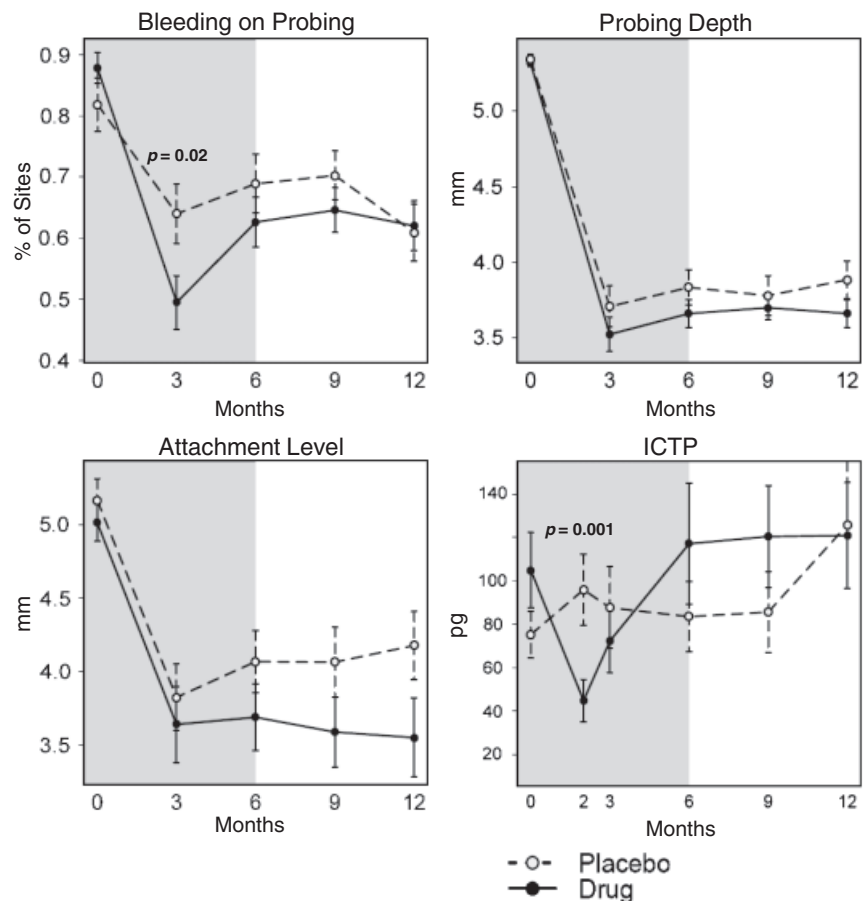 Bleeding on Probing
0.9
0.8
0.7
0.6
0.5
0.4
% of Sites
p = 0.02
0 3 6 9 12
Months
Probing Depth
5.0
4.5
4.0
3.5
mm
0 3 6 9 12
Months
Attachment Level
5.0
4.5
4.0
3.5
mm
0 3 6 9 12
Months
ICTP
140
120
100
80
60
40
20
pg
p = 0.001
0 2 3 6 9 12
Months
Placebo
Drug